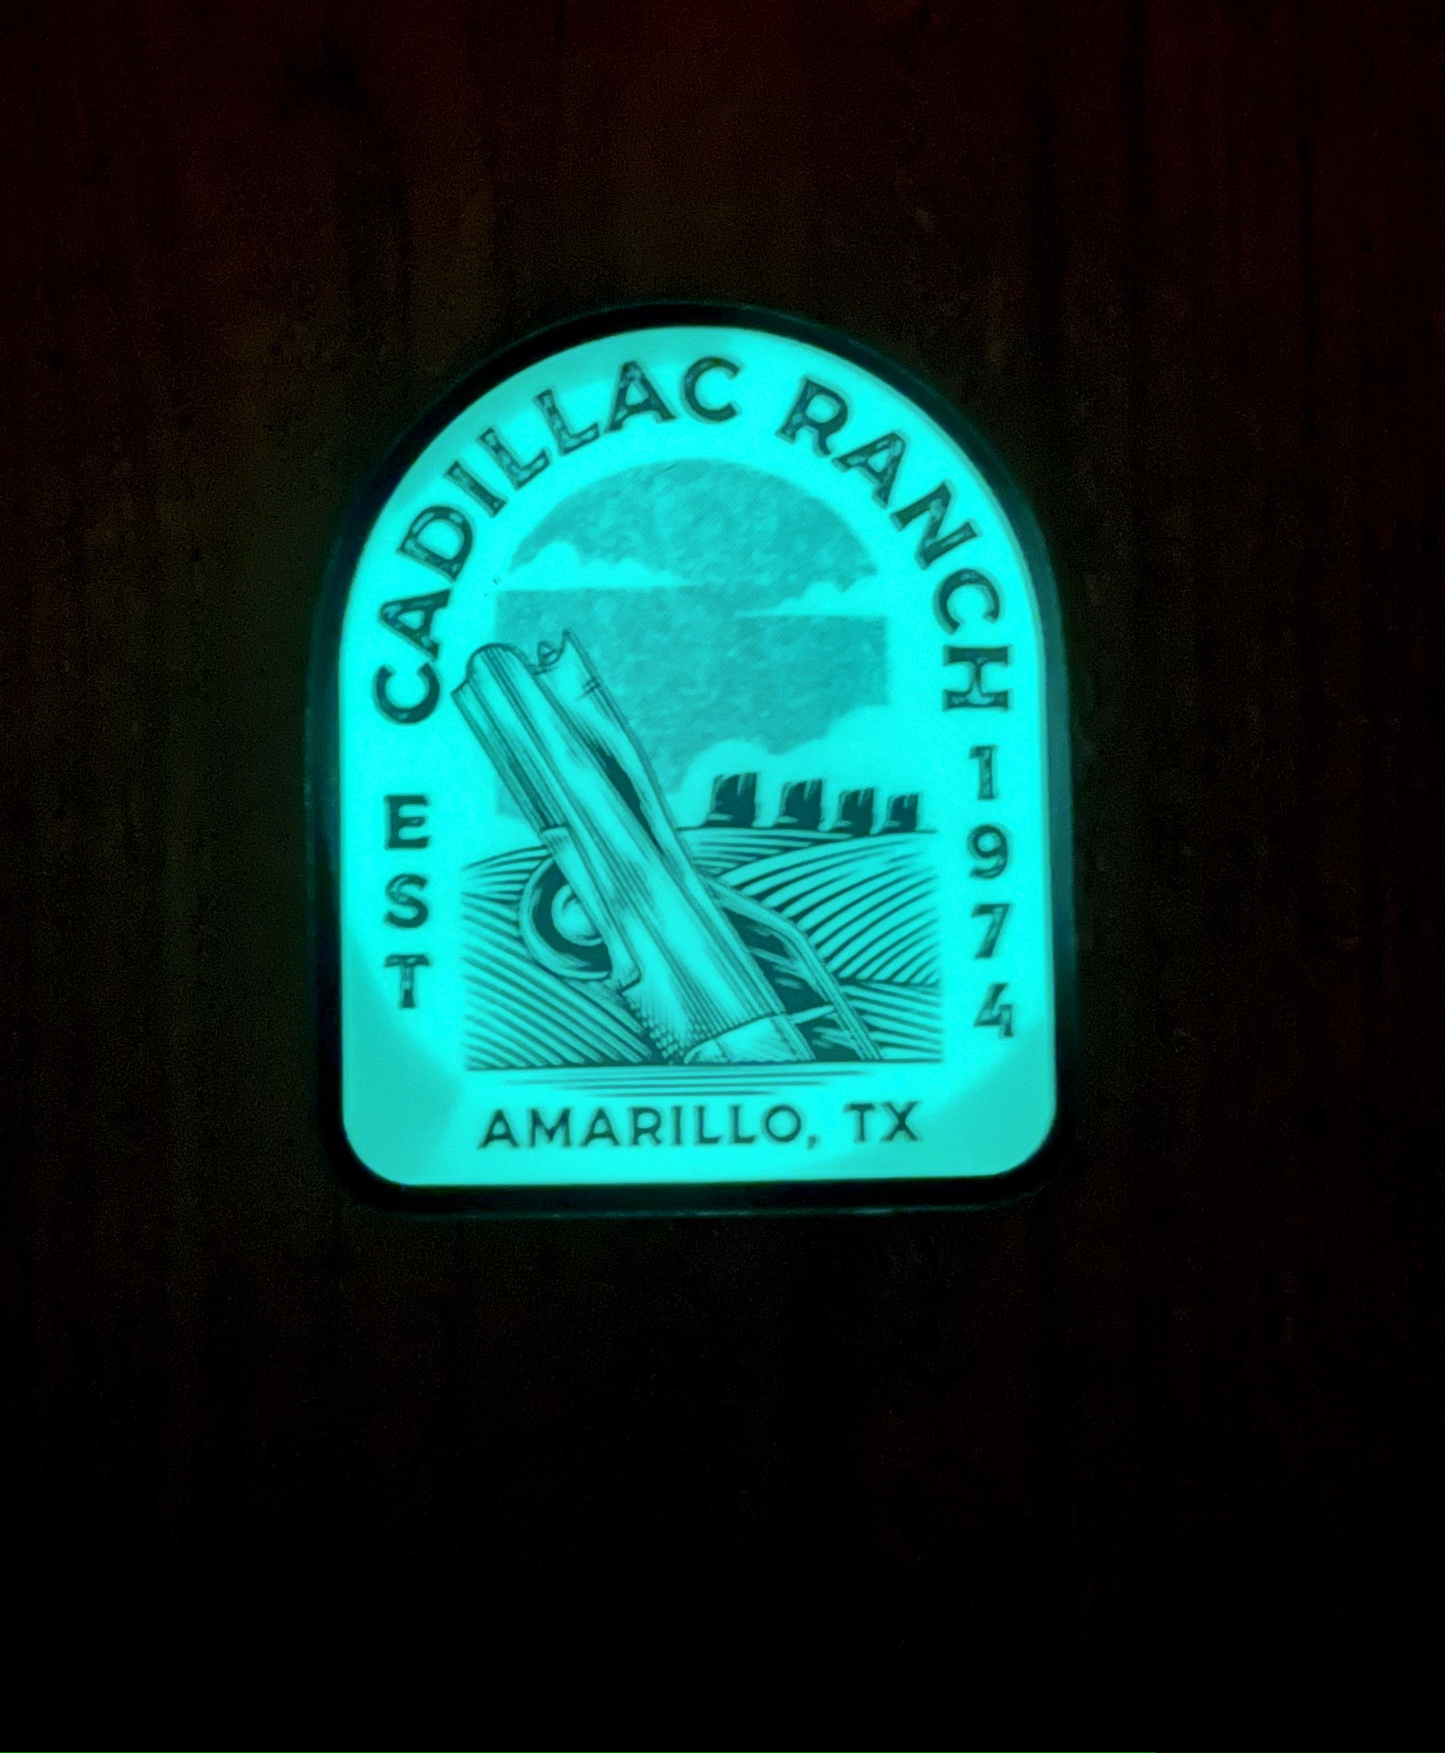 CADILLAC RANCH
EST
1974
AMARILLO, TX